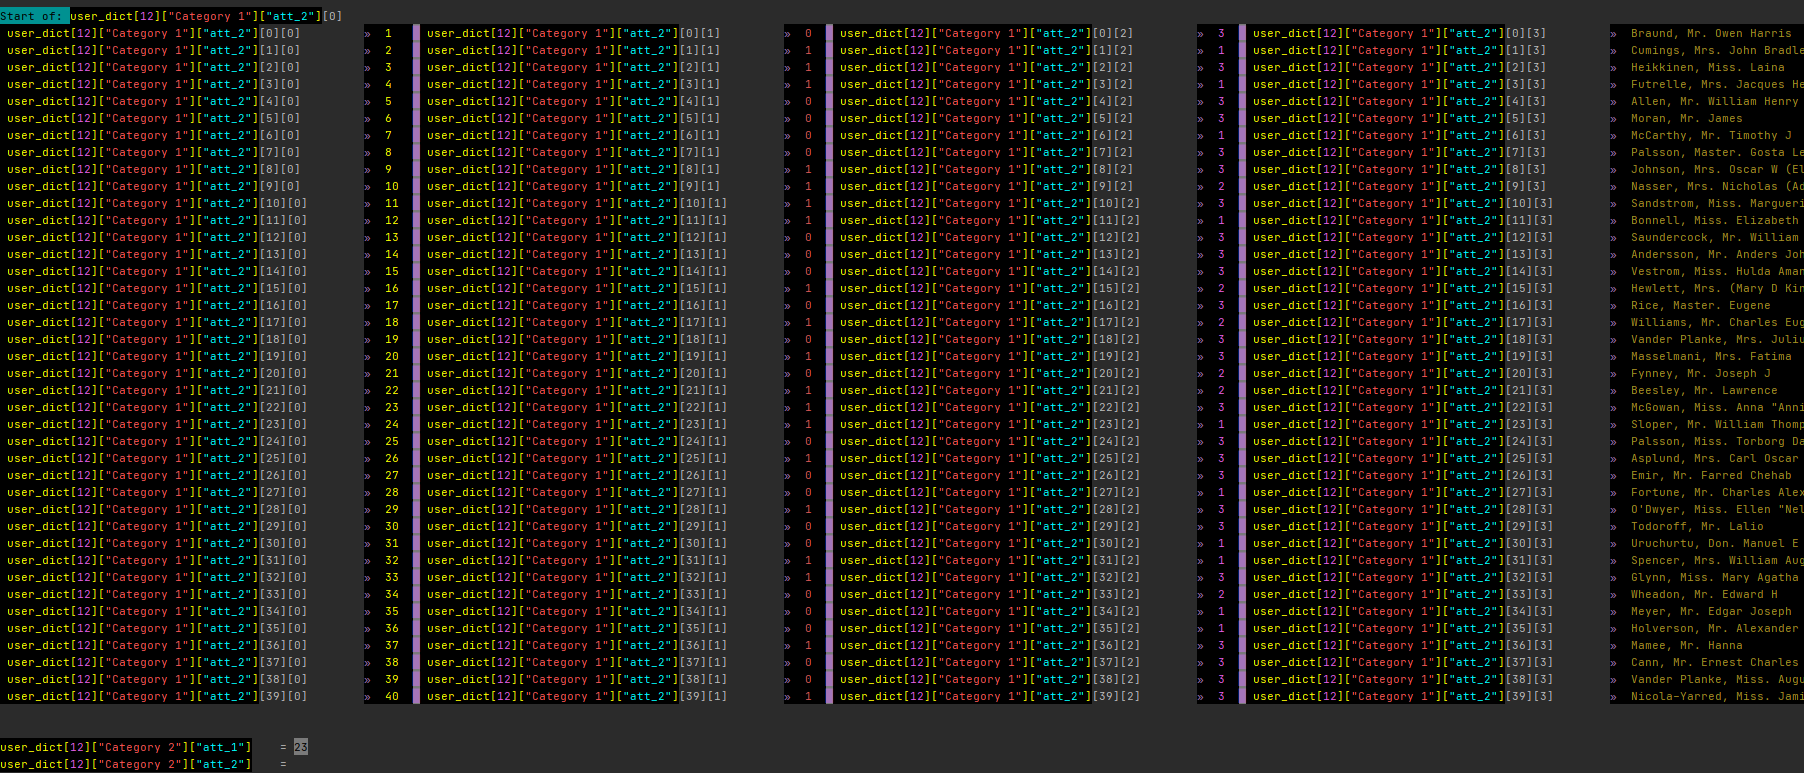 Start of: user_dict[12]["Category 1"]["att_2"][0]
user_dict[12]["Category 1"]["att_2"][0][0] » 1 user_dict[12]["Category 1"]["att_2"][0][1] » 0 user_dict[12]["Category 1"]["att_2"][0][2] » 3 user_dict[12]["Category 1"]["att_2"][0][3] » Braund, Mr. Owen Harris
user_dict[12]["Category 1"]["att_2"][1][0] » 2 user_dict[12]["Category 1"]["att_2"][1][1] » 1 user_dict[12]["Category 1"]["att_2"][1][2] » 1 user_dict[12]["Category 1"]["att_2"][1][3] » Cumings, Mrs. John Bradle
user_dict[12]["Category 1"]["att_2"][2][0] » 3 user_dict[12]["Category 1"]["att_2"][2][1] » 1 user_dict[12]["Category 1"]["att_2"][2][2] » 3 user_dict[12]["Category 1"]["att_2"][2][3] » Heikkinen, Miss. Laina
user_dict[12]["Category 1"]["att_2"][3][0] » 4 user_dict[12]["Category 1"]["att_2"][3][1] » 1 user_dict[12]["Category 1"]["att_2"][3][2] » 1 user_dict[12]["Category 1"]["att_2"][3][3] » Futrelle, Mrs. Jacques He
user_dict[12]["Category 1"]["att_2"][4][0] » 5 user_dict[12]["Category 1"]["att_2"][4][1] » 0 user_dict[12]["Category 1"]["att_2"][4][2] » 3 user_dict[12]["Category 1"]["att_2"][4][3] » Allen, Mr. William Henry
user_dict[12]["Category 1"]["att_2"][5][0] » 6 user_dict[12]["Category 1"]["att_2"][5][1] » 0 user_dict[12]["Category 1"]["att_2"][5][2] » 3 user_dict[12]["Category 1"]["att_2"][5][3] » Moran, Mr. James
user_dict[12]["Category 1"]["att_2"][6][0] » 7 user_dict[12]["Category 1"]["att_2"][6][1] » 0 user_dict[12]["Category 1"]["att_2"][6][2] » 1 user_dict[12]["Category 1"]["att_2"][6][3] » McCarthy, Mr. Timothy J
user_dict[12]["Category 1"]["att_2"][7][0] » 8 user_dict[12]["Category 1"]["att_2"][7][1] » 0 user_dict[12]["Category 1"]["att_2"][7][2] » 3 user_dict[12]["Category 1"]["att_2"][7][3] » Palsson, Master. Gosta Le
user_dict[12]["Category 1"]["att_2"][8][0] » 9 user_dict[12]["Category 1"]["att_2"][8][1] » 1 user_dict[12]["Category 1"]["att_2"][8][2] » 3 user_dict[12]["Category 1"]["att_2"][8][3] » Johnson, Mrs. Oscar W (El
user_dict[12]["Category 1"]["att_2"][9][0] » 10 user_dict[12]["Category 1"]["att_2"][9][1] » 1 user_dict[12]["Category 1"]["att_2"][9][2] » 2 user_dict[12]["Category 1"]["att_2"][9][3] » Nasser, Mrs. Nicholas (Ad
user_dict[12]["Category 1"]["att_2"][10][0] » 11 user_dict[12]["Category 1"]["att_2"][10][1] » 1 user_dict[12]["Category 1"]["att_2"][10][2] » 3 user_dict[12]["Category 1"]["att_2"][10][3] » Sandstrom, Miss. Margueri
user_dict[12]["Category 1"]["att_2"][11][0] » 12 user_dict[12]["Category 1"]["att_2"][11][1] » 1 user_dict[12]["Category 1"]["att_2"][11][2] » 1 user_dict[12]["Category 1"]["att_2"][11][3] » Bonnell, Miss. Elizabeth
user_dict[12]["Category 1"]["att_2"][12][0] » 13 user_dict[12]["Category 1"]["att_2"][12][1] » 0 user_dict[12]["Category 1"]["att_2"][12][2] » 3 user_dict[12]["Category 1"]["att_2"][12][3] » Saundercock, Mr. William
user_dict[12]["Category 1"]["att_2"][13][0] » 14 user_dict[12]["Category 1"]["att_2"][13][1] » 0 user_dict[12]["Category 1"]["att_2"][13][2] » 3 user_dict[12]["Category 1"]["att_2"][13][3] » Andersson, Mr. Anders Joh
user_dict[12]["Category 1"]["att_2"][14][0] » 15 user_dict[12]["Category 1"]["att_2"][14][1] » 0 user_dict[12]["Category 1"]["att_2"][14][2] » 3 user_dict[12]["Category 1"]["att_2"][14][3] » Vestrom, Miss. Hulda Aman
user_dict[12]["Category 1"]["att_2"][15][0] » 16 user_dict[12]["Category 1"]["att_2"][15][1] » 1 user_dict[12]["Category 1"]["att_2"][15][2] » 2 user_dict[12]["Category 1"]["att_2"][15][3] » Hewlett, Mrs. (Mary D Kin
user_dict[12]["Category 1"]["att_2"][16][0] » 17 user_dict[12]["Category 1"]["att_2"][16][1] » 0 user_dict[12]["Category 1"]["att_2"][16][2] » 3 user_dict[12]["Category 1"]["att_2"][16][3] » Rice, Master. Eugene
user_dict[12]["Category 1"]["att_2"][17][0] » 18 user_dict[12]["Category 1"]["att_2"][17][1] » 1 user_dict[12]["Category 1"]["att_2"][17][2] » 2 user_dict[12]["Category 1"]["att_2"][17][3] » Williams, Mr. Charles Eug
user_dict[12]["Category 1"]["att_2"][18][0] » 19 user_dict[12]["Category 1"]["att_2"][18][1] » 0 user_dict[12]["Category 1"]["att_2"][18][2] » 3 user_dict[12]["Category 1"]["att_2"][18][3] » Vander Planke, Mrs. Juliu
user_dict[12]["Category 1"]["att_2"][19][0] » 20 user_dict[12]["Category 1"]["att_2"][19][1] » 1 user_dict[12]["Category 1"]["att_2"][19][2] » 3 user_dict[12]["Category 1"]["att_2"][19][3] » Masselmani, Mrs. Fatima
user_dict[12]["Category 1"]["att_2"][20][0] » 21 user_dict[12]["Category 1"]["att_2"][20][1] » 0 user_dict[12]["Category 1"]["att_2"][20][2] » 2 user_dict[12]["Category 1"]["att_2"][20][3] » Fynney, Mr. Joseph J
user_dict[12]["Category 1"]["att_2"][21][0] » 22 user_dict[12]["Category 1"]["att_2"][21][1] » 1 user_dict[12]["Category 1"]["att_2"][21][2] » 2 user_dict[12]["Category 1"]["att_2"][21][3] » Beesley, Mr. Lawrence
user_dict[12]["Category 1"]["att_2"][22][0] » 23 user_dict[12]["Category 1"]["att_2"][22][1] » 1 user_dict[12]["Category 1"]["att_2"][22][2] » 3 user_dict[12]["Category 1"]["att_2"][22][3] » McGowan, Miss. Anna "Anni
user_dict[12]["Category 1"]["att_2"][23][0] » 24 user_dict[12]["Category 1"]["att_2"][23][1] » 1 user_dict[12]["Category 1"]["att_2"][23][2] » 1 user_dict[12]["Category 1"]["att_2"][23][3] » Sloper, Mr. William Thomp
user_dict[12]["Category 1"]["att_2"][24][0] » 25 user_dict[12]["Category 1"]["att_2"][24][1] » 0 user_dict[12]["Category 1"]["att_2"][24][2] » 3 user_dict[12]["Category 1"]["att_2"][24][3] » Palsson, Miss. Torborg Da
user_dict[12]["Category 1"]["att_2"][25][0] » 26 user_dict[12]["Category 1"]["att_2"][25][1] » 1 user_dict[12]["Category 1"]["att_2"][25][2] » 3 user_dict[12]["Category 1"]["att_2"][25][3] » Asplund, Mrs. Carl Oscar
user_dict[12]["Category 1"]["att_2"][26][0] » 27 user_dict[12]["Category 1"]["att_2"][26][1] » 0 user_dict[12]["Category 1"]["att_2"][26][2] » 3 user_dict[12]["Category 1"]["att_2"][26][3] » Emir, Mr. Farred Chehab
user_dict[12]["Category 1"]["att_2"][27][0] » 28 user_dict[12]["Category 1"]["att_2"][27][1] » 0 user_dict[12]["Category 1"]["att_2"][27][2] » 1 user_dict[12]["Category 1"]["att_2"][27][3] » Fortune, Mr. Charles Alex
user_dict[12]["Category 1"]["att_2"][28][0] » 29 user_dict[12]["Category 1"]["att_2"][28][1] » 1 user_dict[12]["Category 1"]["att_2"][28][2] » 3 user_dict[12]["Category 1"]["att_2"][28][3] » O'Dwyer, Miss. Ellen "Nel
user_dict[12]["Category 1"]["att_2"][29][0] » 30 user_dict[12]["Category 1"]["att_2"][29][1] » 0 user_dict[12]["Category 1"]["att_2"][29][2] » 3 user_dict[12]["Category 1"]["att_2"][29][3] » Todoroff, Mr. Lalio
user_dict[12]["Category 1"]["att_2"][30][0] » 31 user_dict[12]["Category 1"]["att_2"][30][1] » 0 user_dict[12]["Category 1"]["att_2"][30][2] » 1 user_dict[12]["Category 1"]["att_2"][30][3] » Uruchurtu, Don. Manuel E
user_dict[12]["Category 1"]["att_2"][31][0] » 32 user_dict[12]["Category 1"]["att_2"][31][1] » 1 user_dict[12]["Category 1"]["att_2"][31][2] » 1 user_dict[12]["Category 1"]["att_2"][31][3] » Spencer, Mrs. William Aug
user_dict[12]["Category 1"]["att_2"][32][0] » 33 user_dict[12]["Category 1"]["att_2"][32][1] » 1 user_dict[12]["Category 1"]["att_2"][32][2] » 3 user_dict[12]["Category 1"]["att_2"][32][3] » Glynn, Miss. Mary Agatha
user_dict[12]["Category 1"]["att_2"][33][0] » 34 user_dict[12]["Category 1"]["att_2"][33][1] » 0 user_dict[12]["Category 1"]["att_2"][33][2] » 2 user_dict[12]["Category 1"]["att_2"][33][3] » Wheadon, Mr. Edward H
user_dict[12]["Category 1"]["att_2"][34][0] » 35 user_dict[12]["Category 1"]["att_2"][34][1] » 0 user_dict[12]["Category 1"]["att_2"][34][2] » 1 user_dict[12]["Category 1"]["att_2"][34][3] » Meyer, Mr. Edgar Joseph
user_dict[12]["Category 1"]["att_2"][35][0] » 36 user_dict[12]["Category 1"]["att_2"][35][1] » 0 user_dict[12]["Category 1"]["att_2"][35][2] » 1 user_dict[12]["Category 1"]["att_2"][35][3] » Holverson, Mr. Alexander
user_dict[12]["Category 1"]["att_2"][36][0] » 37 user_dict[12]["Category 1"]["att_2"][36][1] » 1 user_dict[12]["Category 1"]["att_2"][36][2] » 3 user_dict[12]["Category 1"]["att_2"][36][3] » Mamee, Mr. Hanna
user_dict[12]["Category 1"]["att_2"][37][0] » 38 user_dict[12]["Category 1"]["att_2"][37][1] » 0 user_dict[12]["Category 1"]["att_2"][37][2] » 3 user_dict[12]["Category 1"]["att_2"][37][3] » Cann, Mr. Ernest Charles
user_dict[12]["Category 1"]["att_2"][38][0] » 39 user_dict[12]["Category 1"]["att_2"][38][1] » 0 user_dict[12]["Category 1"]["att_2"][38][2] » 3 user_dict[12]["Category 1"]["att_2"][38][3] » Vander Planke, Miss. Augu
user_dict[12]["Category 1"]["att_2"][39][0] » 40 user_dict[12]["Category 1"]["att_2"][39][1] » 1 user_dict[12]["Category 1"]["att_2"][39][2] » 3 user_dict[12]["Category 1"]["att_2"][39][3] » Nicola-Yarred, Miss. Jami
user_dict[12]["Category 2"]["att_1"] = 23
user_dict[12]["Category 2"]["att_2"] =